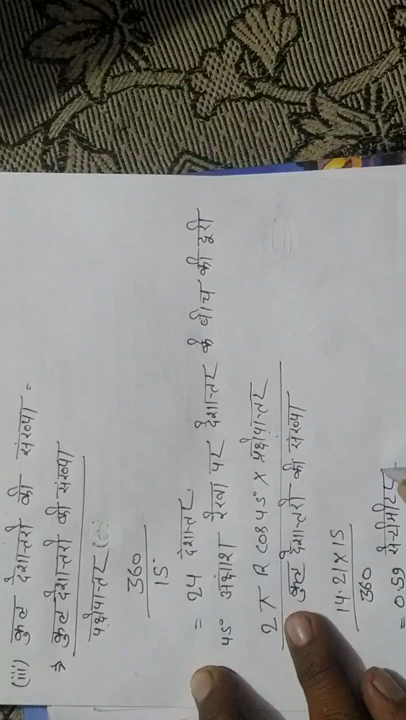 (iii) कुल देशान्तरो की संख्या =
⇒ कुल देशान्तरो की संख्या
प्रक्षेपान्तर
360
15°
= 24 देशान्तर
45° अक्षांश रेखा पर देशान्तर के बीच की दूरी
2 π R Cos 45° × प्रक्षेपान्तर
कुल देशान्तरो की संख्या
14.21 × 15
360
= 0.59 सेन्टीमीटर